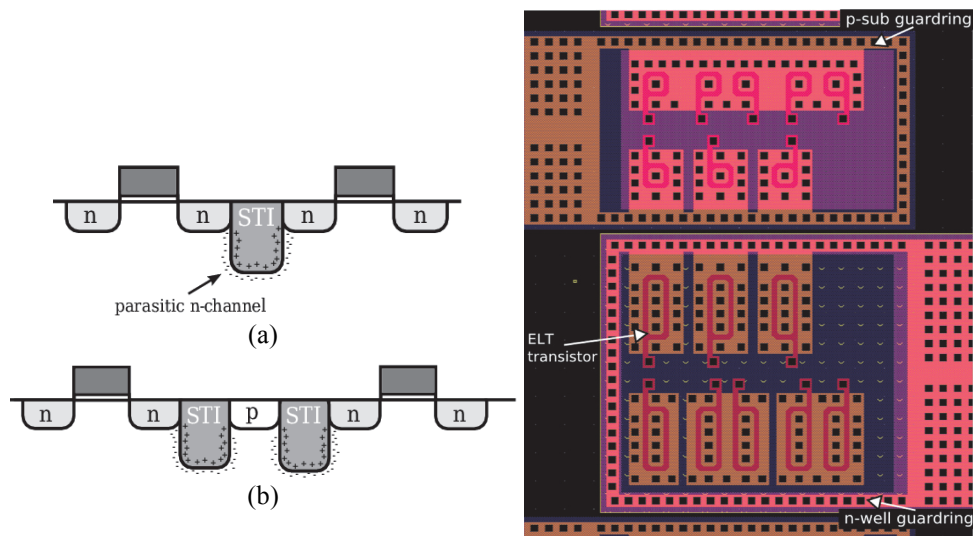 n
n
STI
n
n
parasitic n-channel
(a)
n
n
STI
p
STI
n
n
(b)
p-sub guardring
ELT
transistor
n-well guardring